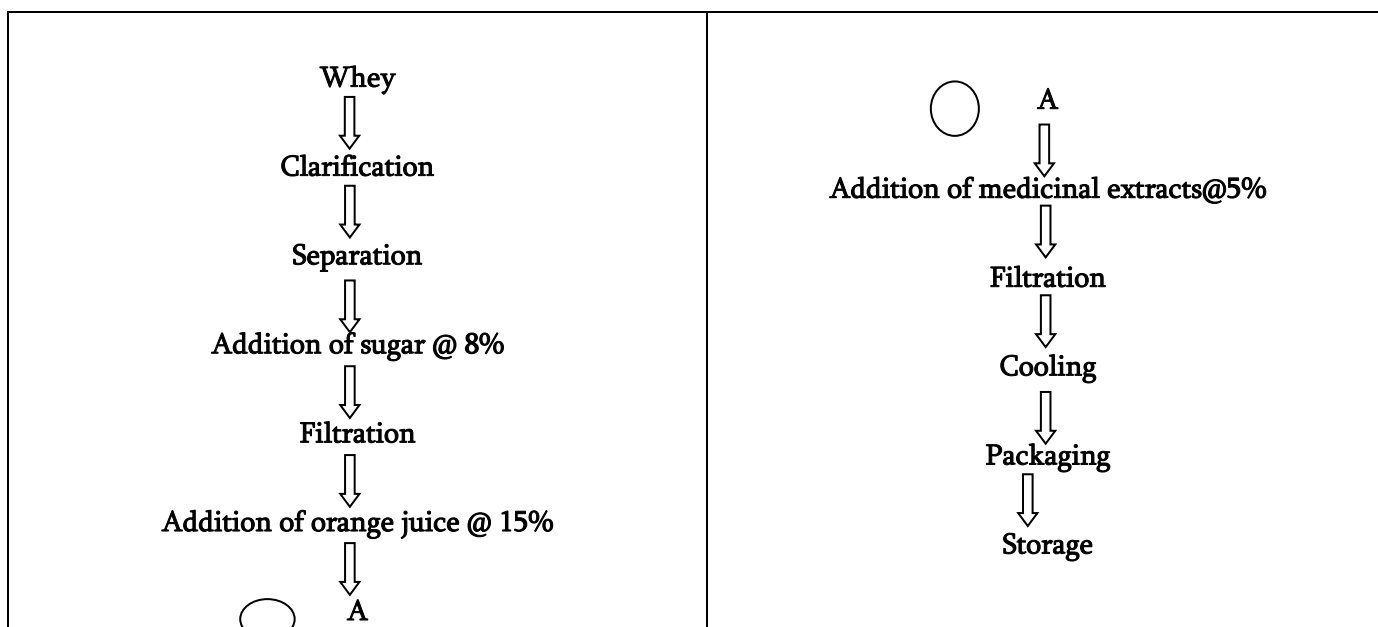 Whey
Clarification
Separation
Addition of sugar @ 8%
Filtration
Addition of orange juice @ 15%
A
A
Addition of medicinal extracts@5%
Filtration
Cooling
Packaging
Storage